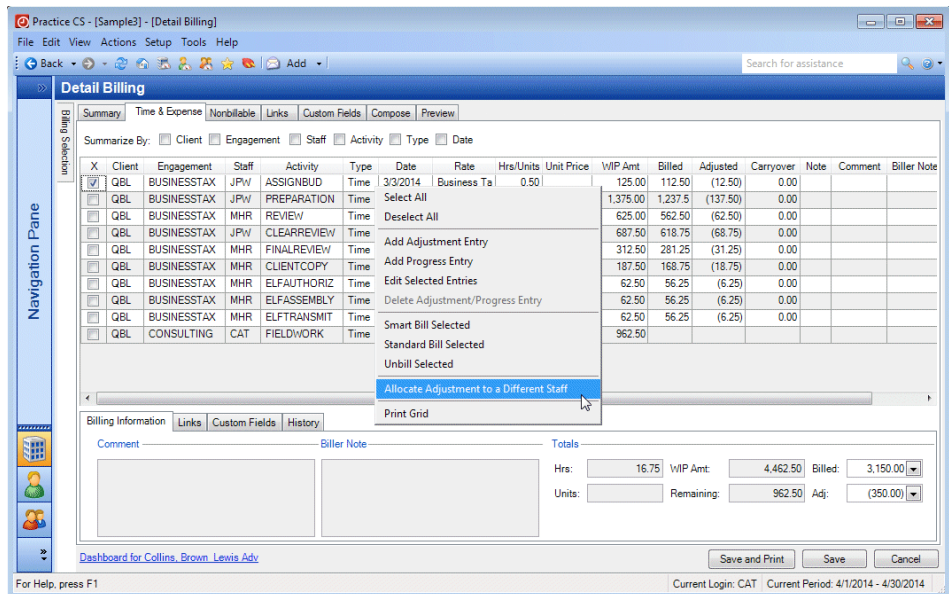 Practice CS - [Sample3] - [Detail Billing]
File Edit View Actions Setup Tools Help
Back Add Search for assistance
Detail Billing
Billing Selection
Navigation Pane
Summary Time & Expense Nonbillable Links Custom Fields Compose Preview
Summarize By: Client Engagement Staff Activity Type Date
X Client Engagement Staff Activity Type Date Rate Hrs/Units Unit Price WIP Amt Billed Adjusted Carryover Note Comment Biller Note
QBL BUSINESSTAX JPW ASSIGNBUD Time 3/3/2014 Business Ta 0.50 125.00 112.50 (12.50) 0.00
QBL BUSINESSTAX JPW PREPARATION Time 1,375.00 1,237.5 (137.50) 0.00
QBL BUSINESSTAX MHR REVIEW Time 625.00 562.50 (62.50) 0.00
QBL BUSINESSTAX JPW CLEARREVIEW Time 687.50 618.75 (68.75) 0.00
QBL BUSINESSTAX MHR FINALREVIEW Time 312.50 281.25 (31.25) 0.00
QBL BUSINESSTAX MHR CLIENTCOPY Time 187.50 168.75 (18.75) 0.00
QBL BUSINESSTAX MHR ELFAUTHORIZ Time 62.50 56.25 (6.25) 0.00
QBL BUSINESSTAX MHR ELFASSEMBLY Time 62.50 56.25 (6.25) 0.00
QBL BUSINESSTAX MHR ELFTRANSMIT Time 62.50 56.25 (6.25) 0.00
QBL CONSULTING CAT FIELDWORK Time 962.50
Select All
Deselect All
Add Adjustment Entry
Add Progress Entry
Edit Selected Entries
Delete Adjustment/Progress Entry
Smart Bill Selected
Standard Bill Selected
Unbill Selected
Allocate Adjustment to a Different Staff
Print Grid
Billing Information Links Custom Fields History
Comment Biller Note Totals
Hrs: 16.75 WIP Amt: 4,462.50 Billed: 3,150.00
Units: Remaining: 962.50 Adj: (350.00)
Dashboard for Collins, Brown Lewis Adv
Save and Print Save Cancel
For Help, press F1 Current Login: CAT Current Period: 4/1/2014 - 4/30/2014